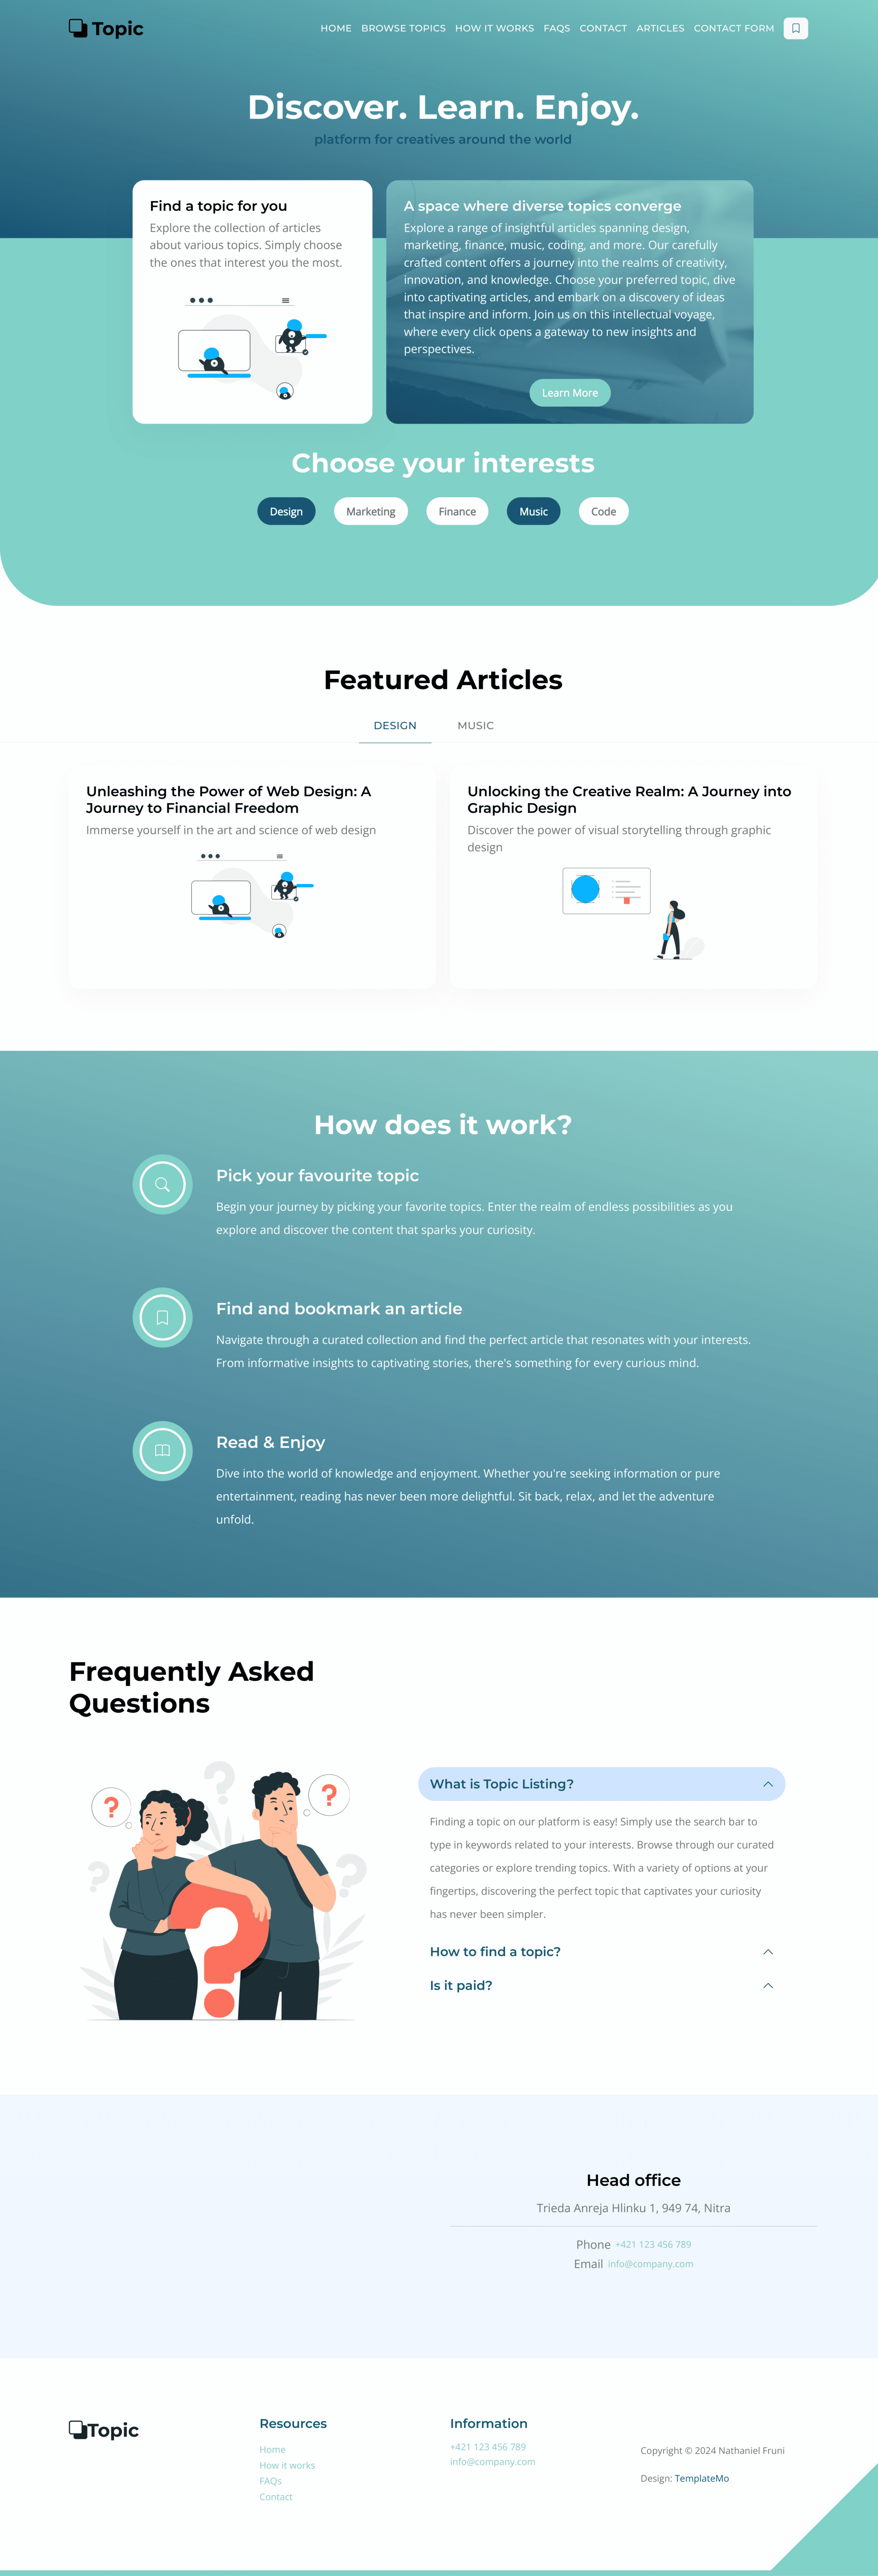 Topic
HOME BROWSE TOPICS HOW IT WORKS FAQS CONTACT ARTICLES CONTACT FORM
Discover. Learn. Enjoy.
platform for creatives around the world
Find a topic for you
Explore the collection of articles
about various topics. Simply choose
the ones that interest you the most.
A space where diverse topics converge
Explore a range of insightful articles spanning design,
marketing, finance, music, coding, and more. Our carefully
crafted content offers a journey into the realms of creativity,
innovation, and knowledge. Choose your preferred topic, dive
into captivating articles, and embark on a discovery of ideas
that inspire and inform. Join us on this intellectual voyage,
where every click opens a gateway to new insights and
perspectives.
Learn More
Choose your interests
Design Marketing Finance Music Code
Featured Articles
DESIGN MUSIC
Unleashing the Power of Web Design: A
Journey to Financial Freedom
Immerse yourself in the art and science of web design
Unlocking the Creative Realm: A Journey into
Graphic Design
Discover the power of visual storytelling through graphic
design
How does it work?
Pick your favourite topic
Begin your journey by picking your favorite topics. Enter the realm of endless possibilities as you
explore and discover the content that sparks your curiosity.
Find and bookmark an article
Navigate through a curated collection and find the perfect article that resonates with your interests.
From informative insights to captivating stories, there's something for every curious mind.
Read & Enjoy
Dive into the world of knowledge and enjoyment. Whether you're seeking information or pure
entertainment, reading has never been more delightful. Sit back, relax, and let the adventure
unfold.
Frequently Asked
Questions
? ? ? ? ? ?
What is Topic Listing?
Finding a topic on our platform is easy! Simply use the search bar to
type in keywords related to your interests. Browse through our curated
categories or explore trending topics. With a variety of options at your
fingertips, discovering the perfect topic that captivates your curiosity
has never been simpler.
How to find a topic?
Is it paid?
Head office
Trieda Anreja Hlinku 1, 949 74, Nitra
Phone +421 123 456 789
Email info@company.com
Topic
Resources
Home
How it works
FAQs
Contact
Information
+421 123 456 789
info@company.com
Copyright © 2024 Nathaniel Fruni
Design: TemplateMo